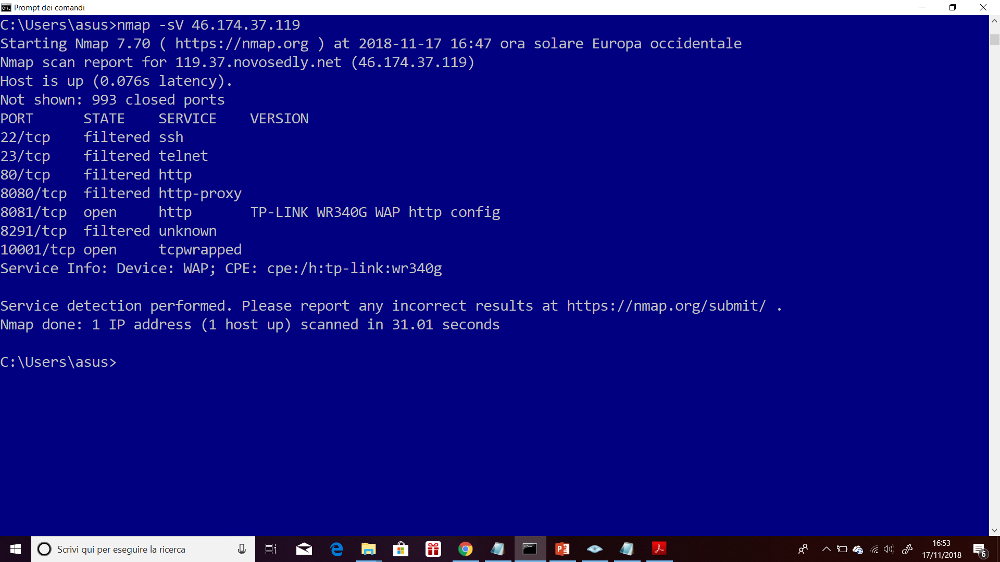 Prompt dei comandi
C:\Users\asus>nmap -sV 46.174.37.119
Starting Nmap 7.70 ( https://nmap.org ) at 2018-11-17 16:47 ora solare Europa occidentale
Nmap scan report for 119.37.novosedly.net (46.174.37.119)
Host is up (0.076s latency).
Not shown: 993 closed ports
PORT      STATE    SERVICE    VERSION
22/tcp    filtered ssh
23/tcp    filtered telnet
80/tcp    filtered http
8080/tcp  filtered http-proxy
8081/tcp  open     http       TP-LINK WR340G WAP http config
8291/tcp  filtered unknown
10001/tcp open     tcpwrapped
Service Info: Device: WAP; CPE: cpe:/h:tp-link:wr340g
Service detection performed. Please report any incorrect results at https://nmap.org/submit/ .
Nmap done: 1 IP address (1 host up) scanned in 31.01 seconds
C:\Users\asus>
Scrivi qui per eseguire la ricerca
16:53
17/11/2018
6